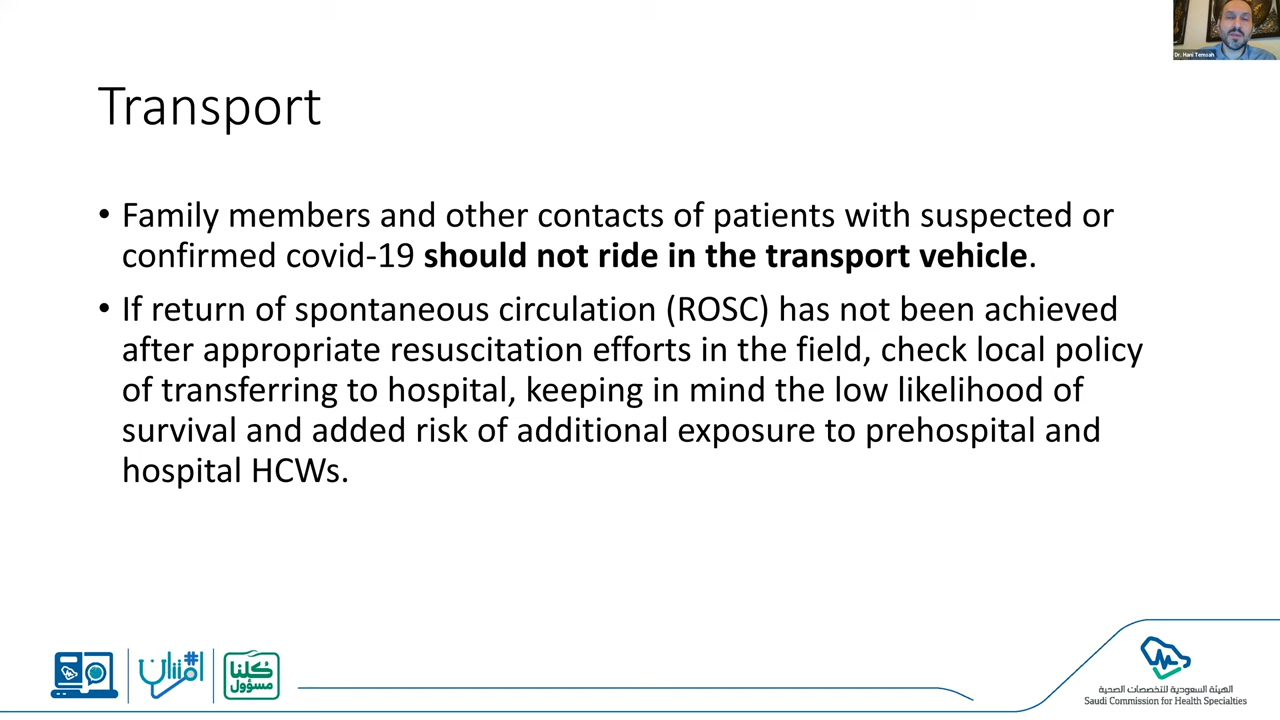 Dr. Hani Temsah
Transport
• Family members and other contacts of patients with suspected or
confirmed covid-19 should not ride in the transport vehicle.
• If return of spontaneous circulation (ROSC) has not been achieved
after appropriate resuscitation efforts in the field, check local policy
of transferring to hospital, keeping in mind the low likelihood of
survival and added risk of additional exposure to prehospital and
hospital HCWs.
كلنا
مسؤول
الهيئة السعودية للتخصصات الصحية
Saudi Commission for Health Specialties